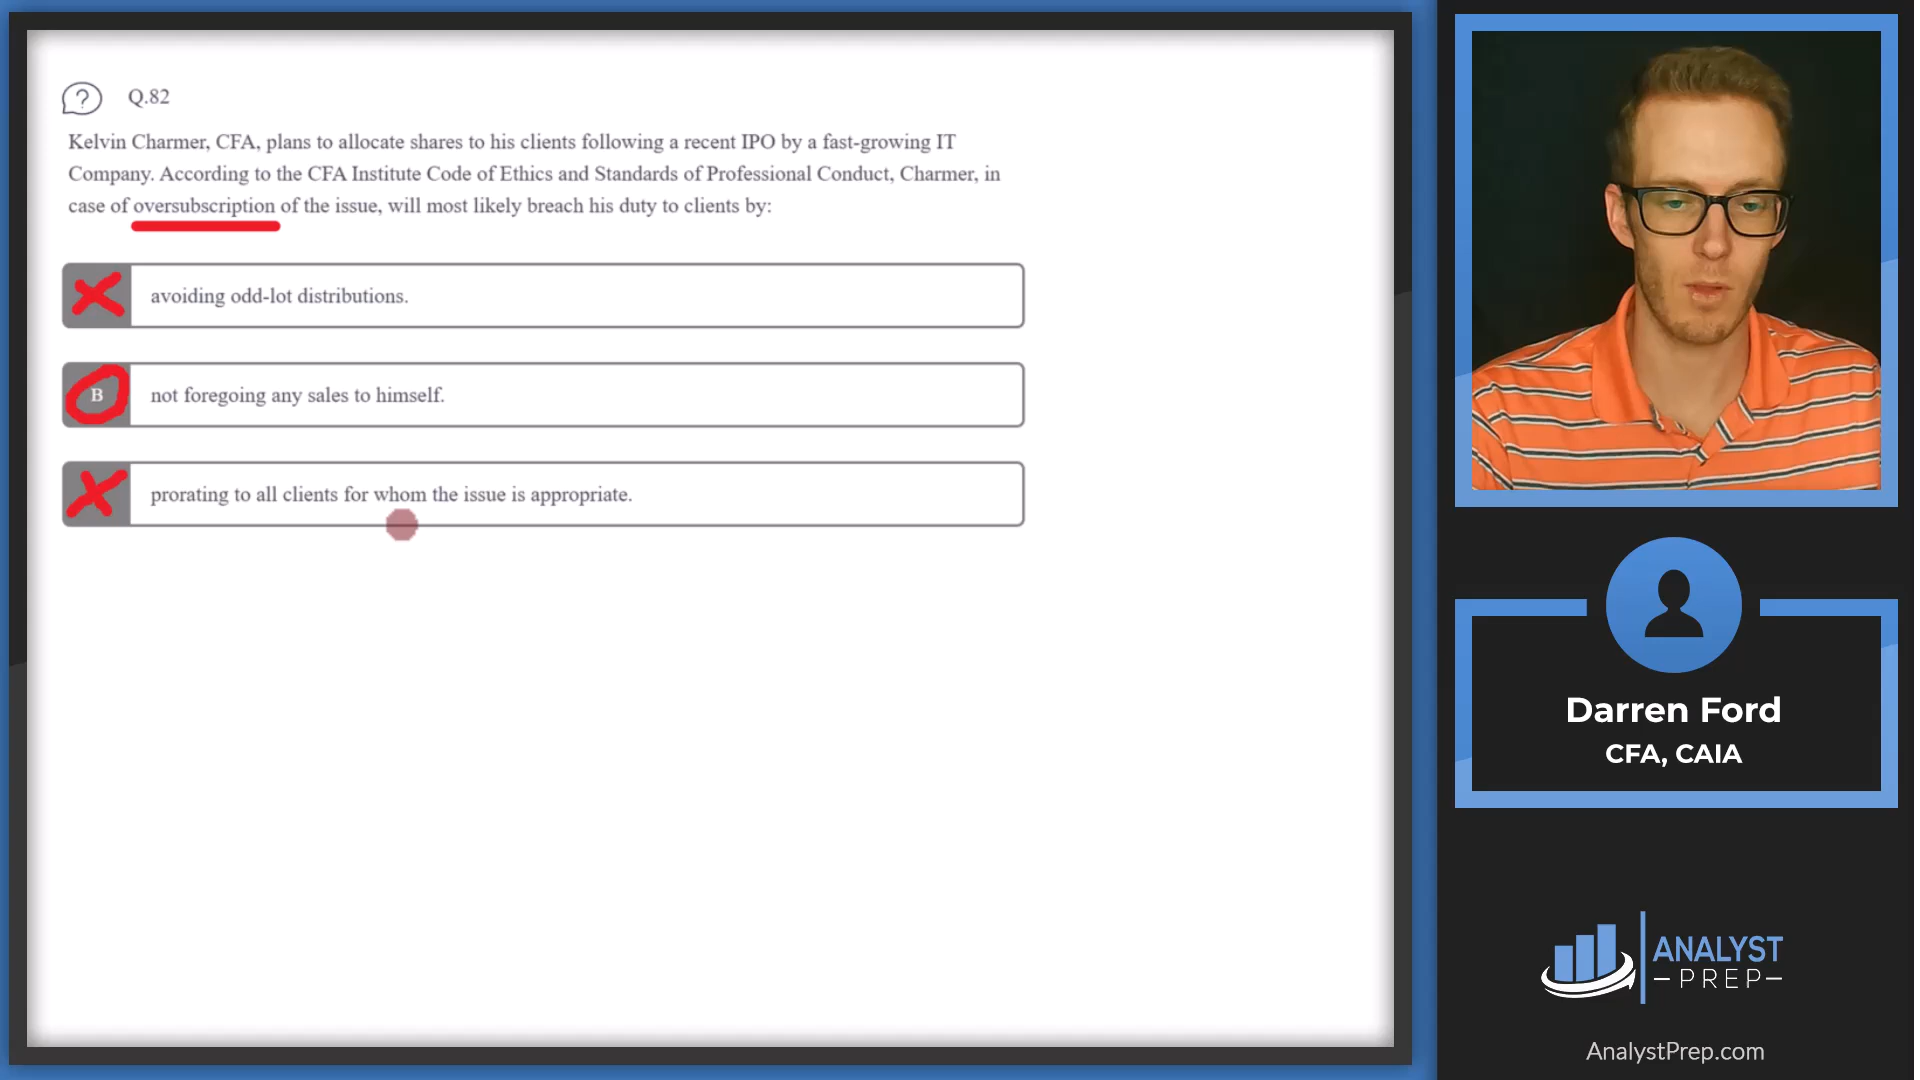 Q.82
Kelvin Charmer, CFA, plans to allocate shares to his clients following a recent IPO by a fast-growing IT
Company. According to the CFA Institute Code of Ethics and Standards of Professional Conduct, Charmer, in
case of oversubscription of the issue, will most likely breach his duty to clients by:
avoiding odd-lot distributions.
B
not foregoing any sales to himself.
prorating to all clients for whom the issue is appropriate.
Darren Ford
CFA, CAIA
ANALYST
PREP
AnalystPrep.com